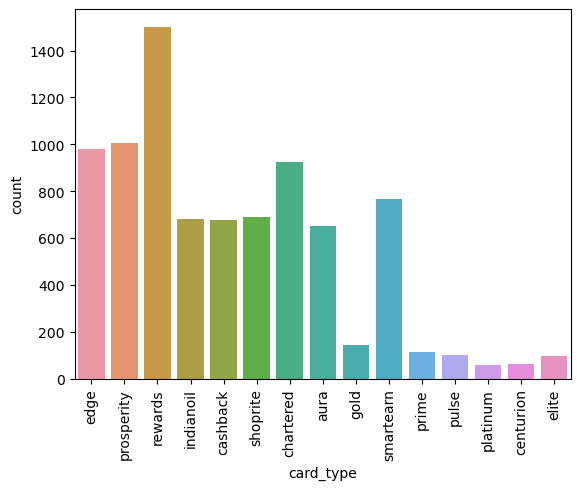 1400
1200
1000
800
600
400
200
0
count
edge
prosperity
rewards
indianoil
cashback
shoprite
chartered
aura
gold
smartearn
prime
pulse
platinum
centurion
elite
card_type